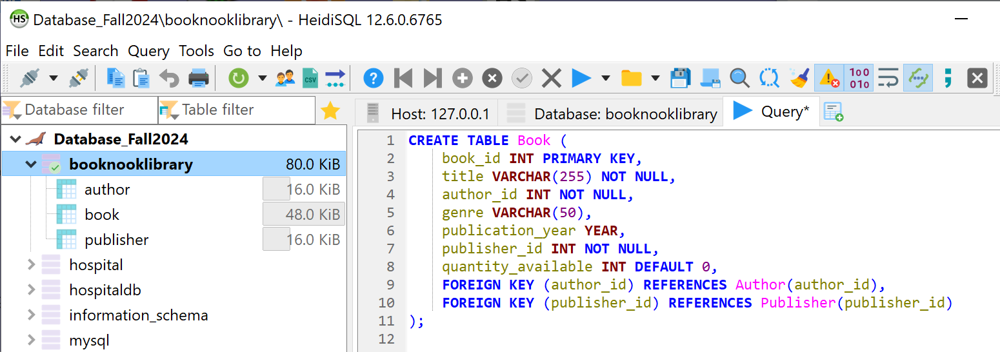 HS Database_Fall2024\booknooklibrary\ - HeidiSQL 12.6.0.6765
File Edit Search Query Tools Go to Help
CSV
100
010
Database filter
Table filter
Host: 127.0.0.1
Database: booknooklibrary
Query*
Database_Fall2024
booknooklibrary 80.0 KiB
author 16.0 KiB
book 48.0 KiB
publisher 16.0 KiB
hospital
hospitaldb
information_schema
mysql
1 CREATE TABLE Book (
2 book_id INT PRIMARY KEY,
3 title VARCHAR(255) NOT NULL,
4 author_id INT NOT NULL,
5 genre VARCHAR(50),
6 publication_year YEAR,
7 publisher_id INT NOT NULL,
8 quantity_available INT DEFAULT 0,
9 FOREIGN KEY (author_id) REFERENCES Author(author_id),
10 FOREIGN KEY (publisher_id) REFERENCES Publisher(publisher_id)
11 );
12